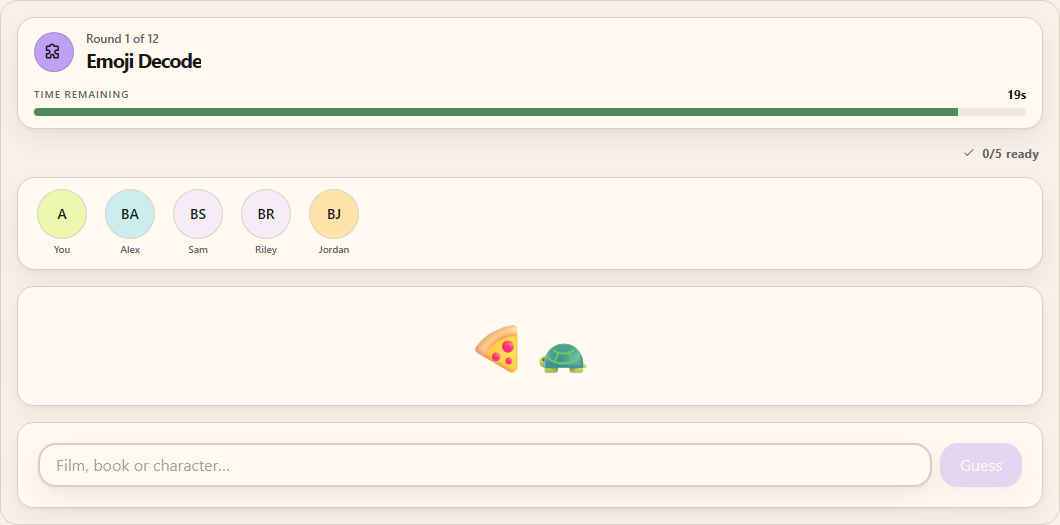 Round 1 of 12
Emoji Decode
TIME REMAINING
19s
0/5 ready
A
BA
BS
BR
BJ
You
Alex
Sam
Riley
Jordan
Film, book or character...
Guess